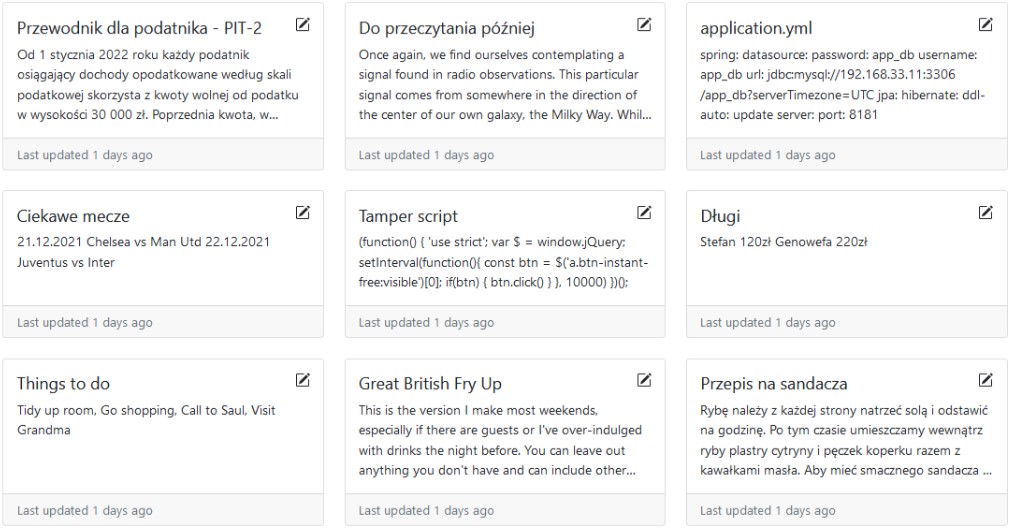 Przewodnik dla podatnika - PIT-2
Od 1 stycznia 2022 roku każdy podatnik
osiągający dochody opodatkowane według skali
podatkowej skorzysta z kwoty wolnej od podatku
w wysokości 30 000 zł. Poprzednia kwota, w...
Last updated 1 days ago
Do przeczytania później
Once again, we find ourselves contemplating a
signal found in radio observations. This particular
signal comes from somewhere in the direction of
the center of our own galaxy, the Milky Way. Whil...
Last updated 1 days ago
application.yml
spring: datasource: password: app_db username:
app_db url: jdbc:mysql://192.168.33.11:3306
/app_db?serverTimezone=UTC jpa: hibernate: ddl-
auto: update server: port: 8181
Last updated 1 days ago
Ciekawe mecze
21.12.2021 Chelsea vs Man Utd 22.12.2021
Juventus vs Inter
Last updated 1 days ago
Tamper script
(function() { 'use strict'; var $ = window.jQuery;
setInterval(function(){ const btn = $('a.btn-instant-
free:visible')[0]; if(btn) { btn.click() } }, 10000) })();
Last updated 1 days ago
Długi
Stefan 120zł Genowefa 220zł
Last updated 1 days ago
Things to do
Tidy up room, Go shopping, Call to Saul, Visit
Grandma
Last updated 1 days ago
Great British Fry Up
This is the version I make most weekends,
especially if there are guests or I've over-indulged
with drinks the night before. You can leave out
anything you don't have and can include other...
Last updated 1 days ago
Przepis na sandacza
Rybę należy z każdej strony natrzeć solą i odstawić
na godzinę. Po tym czasie umieszczamy wewnątrz
ryby plastry cytryny i pęczek koperku razem z
kawałkami masła. Aby mieć smacznego sandacza ...
Last updated 1 days ago